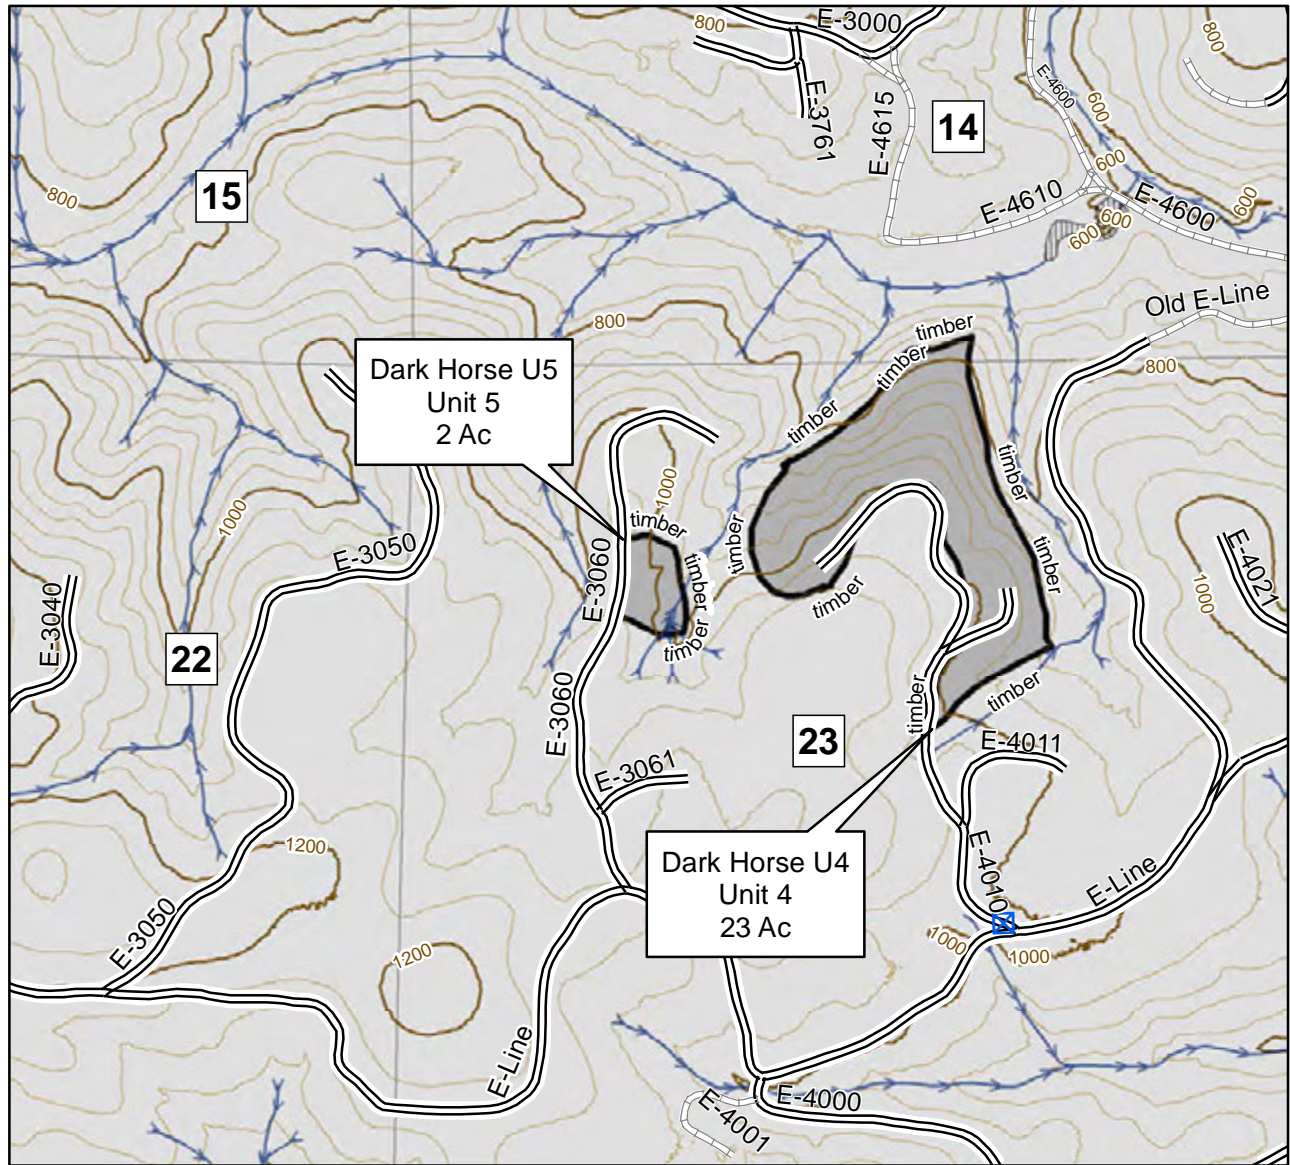 800
E-3000
800
E-3761
E-4615
14
E-4600
600
600
15
800
E-4610
E-4600
600
600
600
Old E-Line
800
timber
timber
800
Dark Horse U5
Unit 5
2 Ac
timber
1000
1000
timber
timber
timber
E-3050
E-3060
timber
timber
timber
E-4021
1000
E-3040
22
timber
timber
E-3060
timber
23
E-4011
E-3061
1200
Dark Horse U4
Unit 4
23 Ac
E-4010
E-Line
E-3050
1200
1000
1000
E-Line
E-4000
E-4001